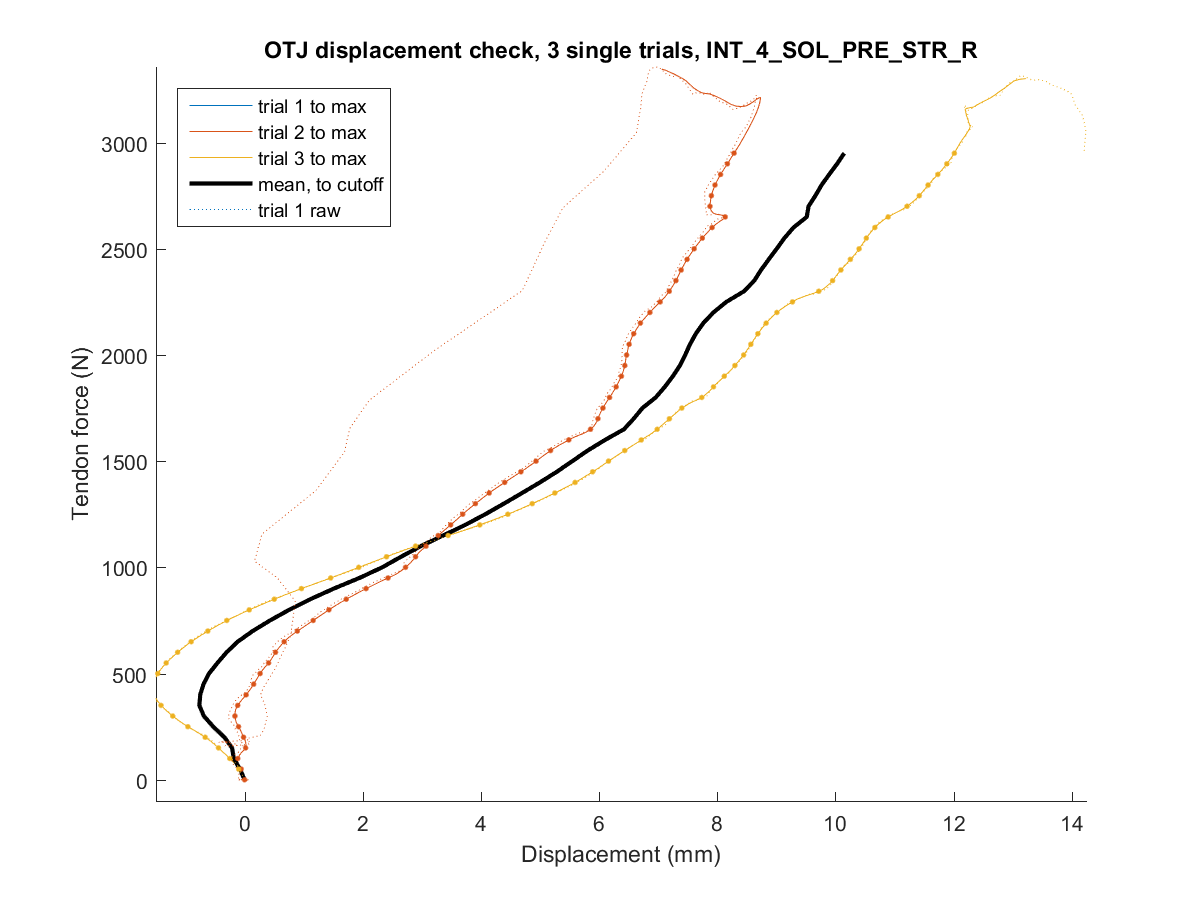 OTJ displacement check, 3 single trials, INT_4_SOL_PRE_STR_R
trial 1 to max
trial 2 to max
trial 3 to max
mean, to cutoff
trial 1 raw
Tendon force (N)
3000
2500
2000
1500
1000
500
0
0 2 4 6 8 10 12 14
Displacement (mm)